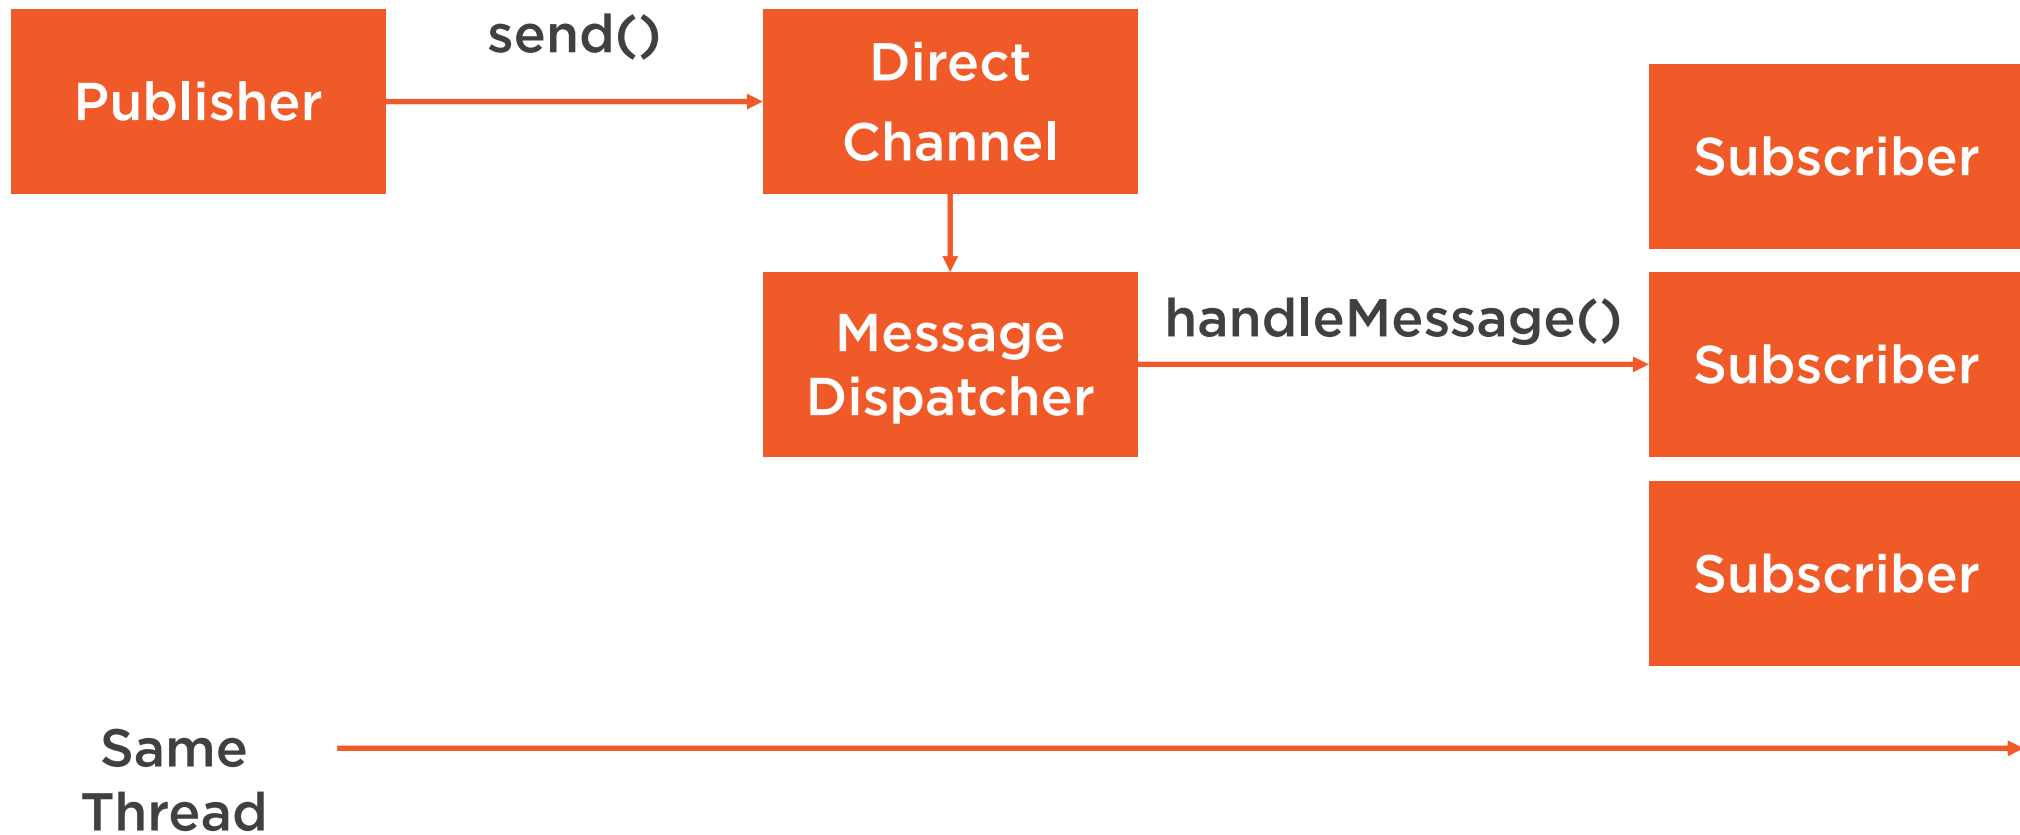 Publisher
send()
Direct
Channel
Subscriber
Message
Dispatcher
handleMessage()
Subscriber
Subscriber
Same
Thread